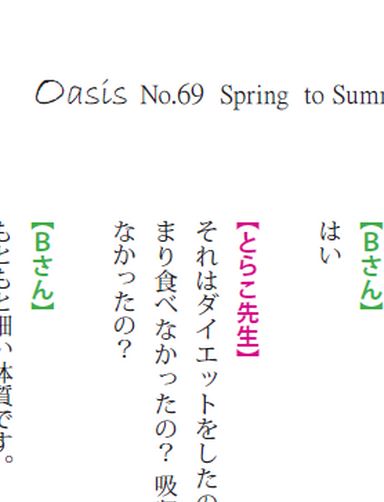 Oasis No.69 Spring to Summ
【Bさん】
はい
【とらこ先生】
それはダイエットをしたの
まり食べなかったの？ 吸
なかったの？
【Bさん】
もともと細い体質です。